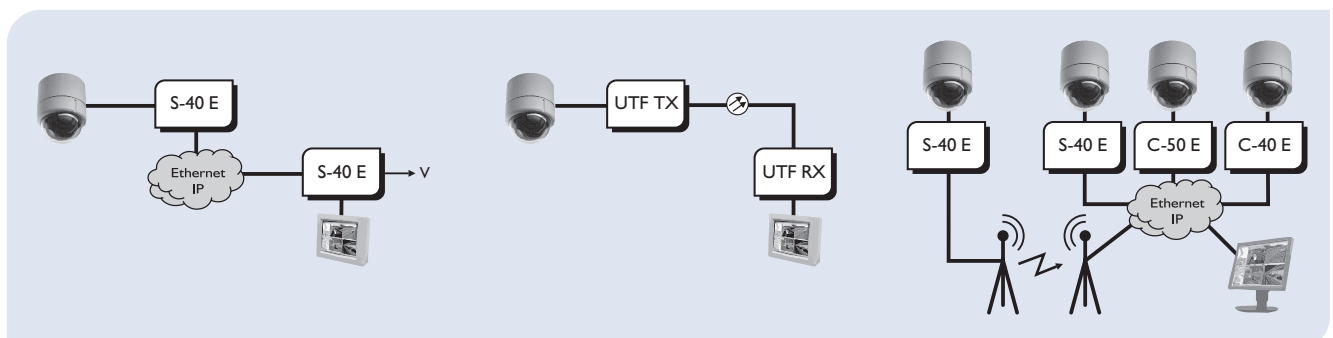 S-40 E
Ethernet
IP
S-40 E
V
UTF TX
UTF RX
S-40 E
S-40 E
C-50 E
C-40 E
Ethernet
IP